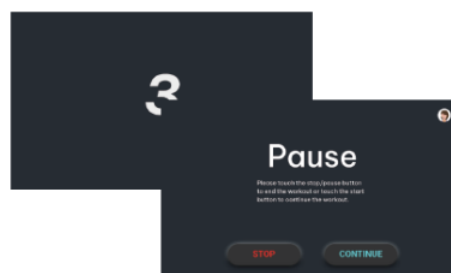 3
Pause
Please touch the stop/pause button
to end the workout or touch the start
button to continue the workout.
STOP
CONTINUE